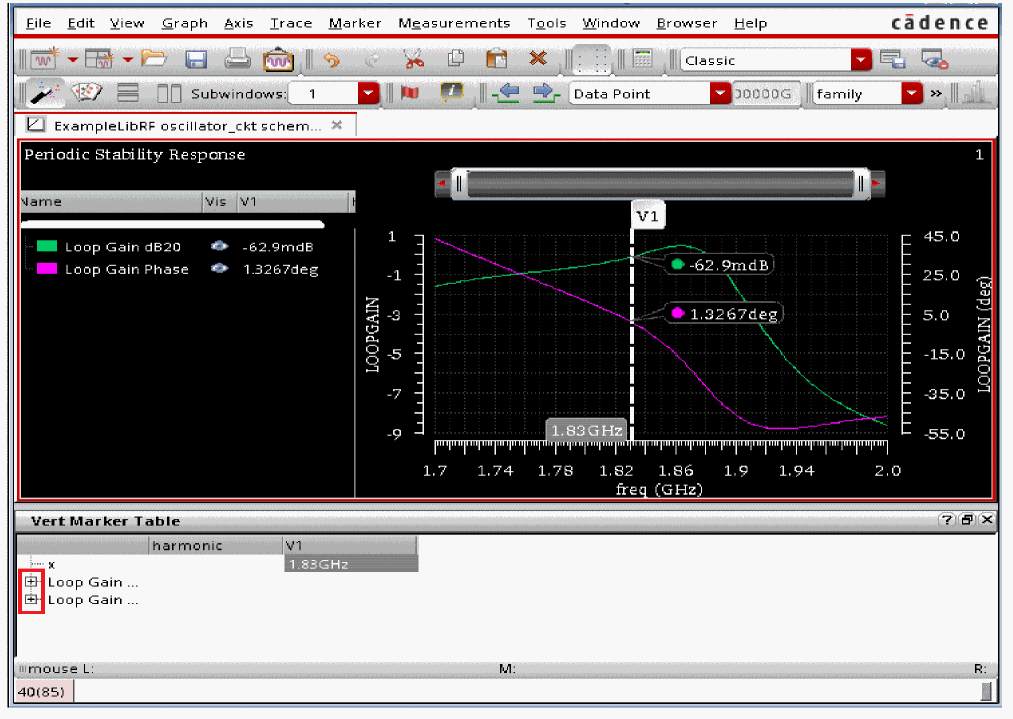 File Edit View Graph Axis Trace Marker Measurements Tools Window Browser Help cādence
Classic
Subwindows: 1 Data Point 00000G family »
ExampleLibRF oscillator_ckt schem... ×
Periodic Stability Response 1
Name Vis V1
V1
Loop Gain dB20 -62.9mdB
Loop Gain Phase 1.3267deg
1
-1
-3
-5
-7
-9
LOOPGAIN
-62.9mdB
1.3267deg
1.83GHz
45.0
25.0
5.0
-15.0
-35.0
-55.0
LOOPGAIN (deg)
1.7 1.74 1.78 1.82 1.86 1.9 1.94 2.0
freq (GHz)
Vert Marker Table
harmonic V1
x 1.83GHz
Loop Gain ...
Loop Gain ...
mouse L: M: R:
40(85)